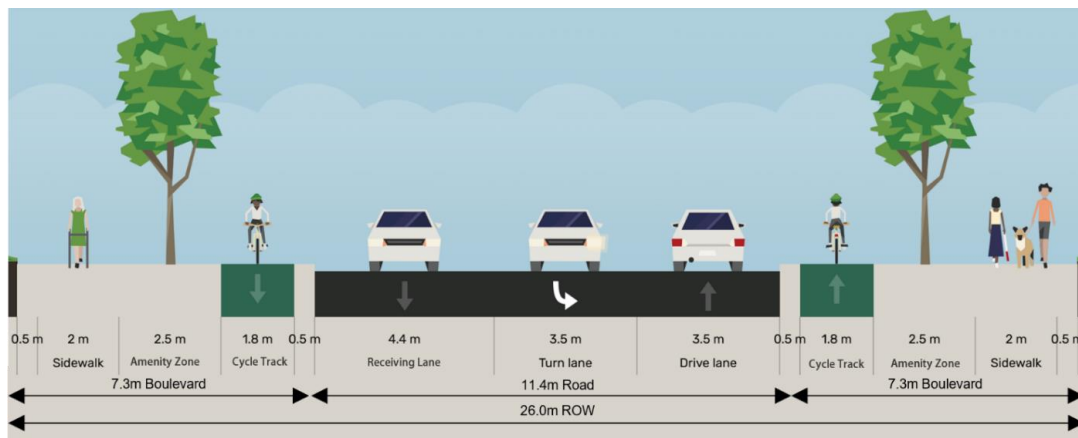 0.5 m 2 m 2.5 m 1.8 m 0.5 m 4.4 m 3.5 m 3.5 m 0.5 m 1.8 m 2.5 m 2 m 0.5 m
Sidewalk Amenity Zone Cycle Track Receiving Lane Turn lane Drive lane Cycle Track Amenity Zone Sidewalk
7.3m Boulevard 11.4m Road 7.3m Boulevard
26.0m ROW